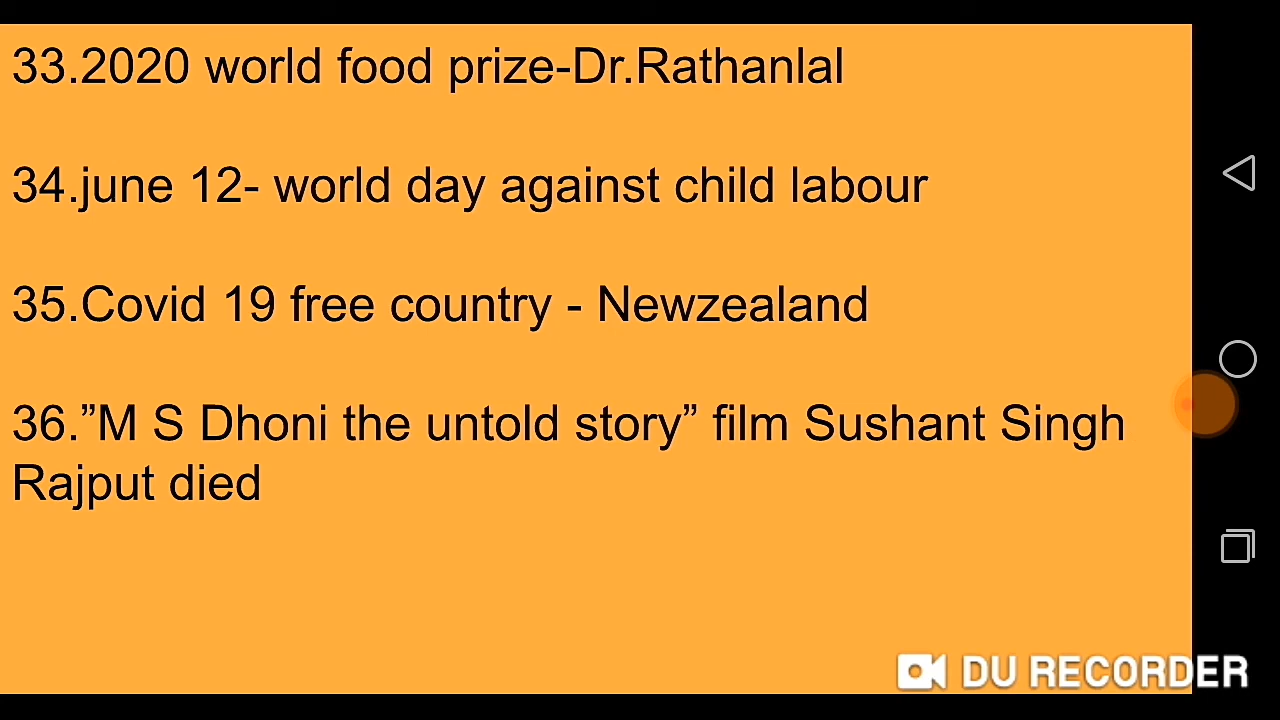 33.2020 world food prize-Dr.Rathanlal
34.june 12- world day against child labour
35.Covid 19 free country - Newzealand
36.”M S Dhoni the untold story” film Sushant Singh
Rajput died
DU RECORDER